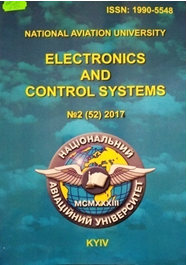 ISSN: 1990-5548
NATIONAL AVIATION UNIVERSITY
ELECTRONICS
AND
CONTROL SYSTEMS
№2 (52) 2017
НАЦІОНАЛЬНИЙ
MCMXXXIII
АВІАЦІЙНИЙ УНІВЕРСИТЕТ
KYIV